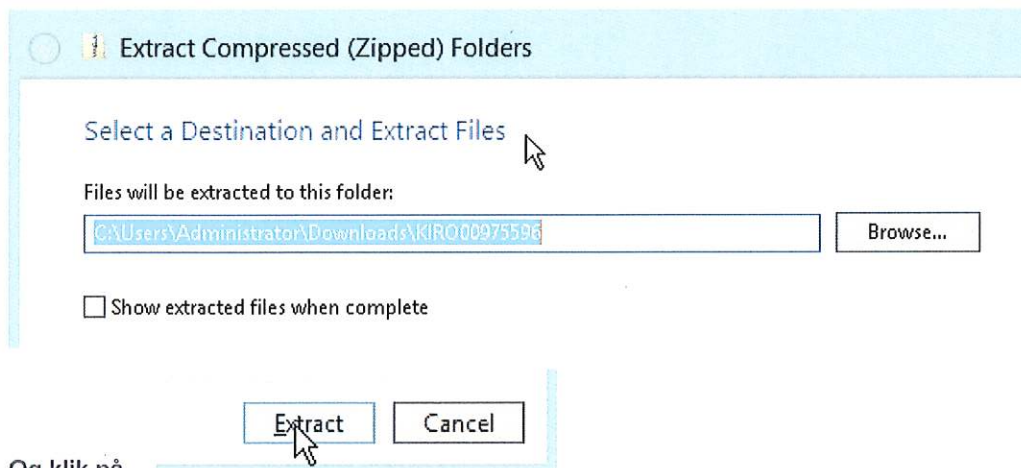 Extract Compressed (Zipped) Folders
Select a Destination and Extract Files
Files will be extracted to this folder:
C:\Users\Administrator\Downloads\KIRO00975596
Browse...
Show extracted files when complete
Extract
Cancel
Og klik på